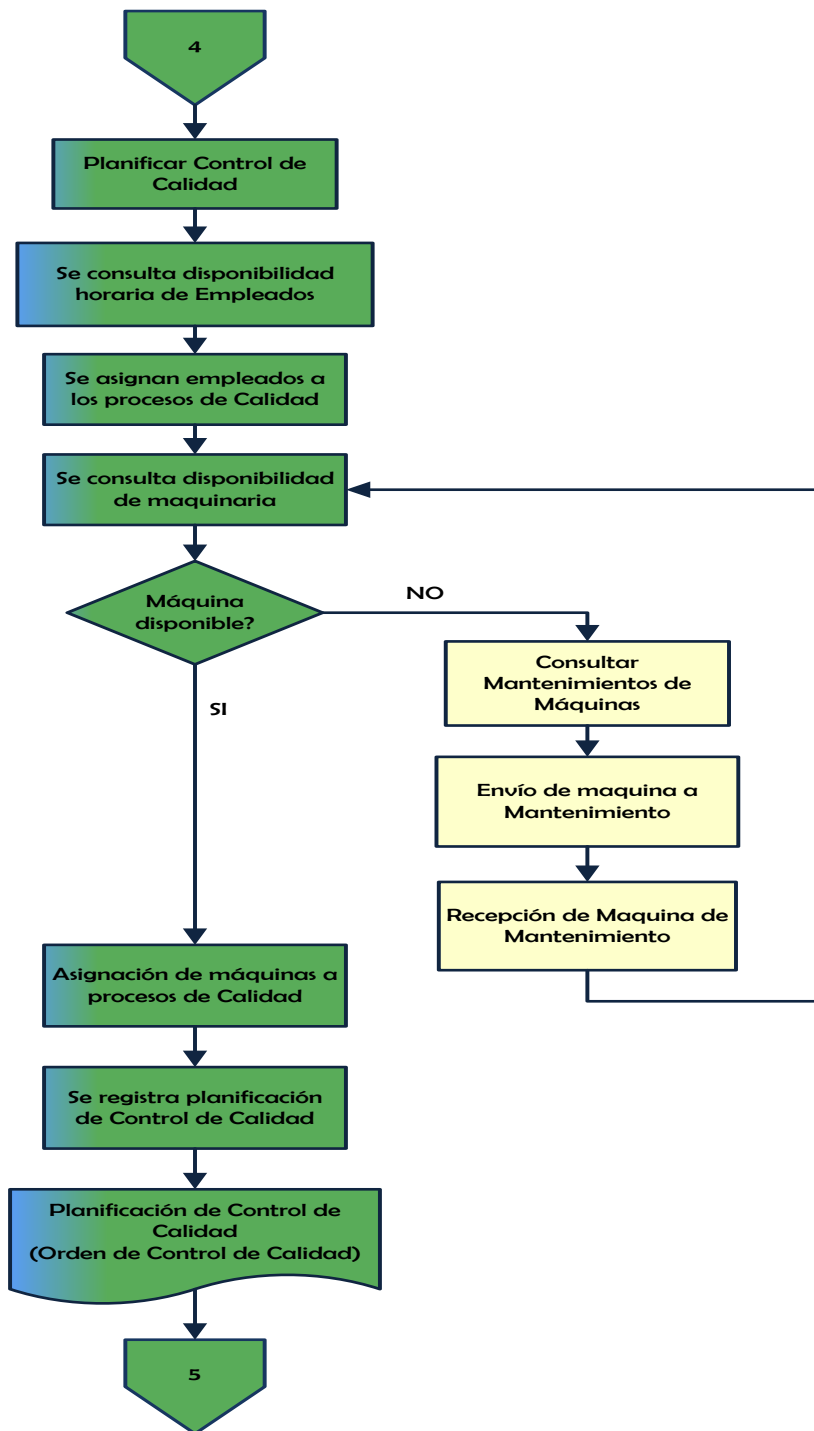 4
Planificar Control de
Calidad
Se consulta disponibilidad
horaria de Empleados
Se asignan empleados a
los procesos de Calidad
Se consulta disponibilidad
de maquinaria
Máquina
disponible?
NO
Consultar
Mantenimientos de
Máquinas
SI
Envío de maquina a
Mantenimiento
Recepción de Maquina de
Mantenimiento
Asignación de máquinas a
procesos de Calidad
Se registra planificación
de Control de Calidad
Planificación de Control de
Calidad
(Orden de Control de Calidad)
5